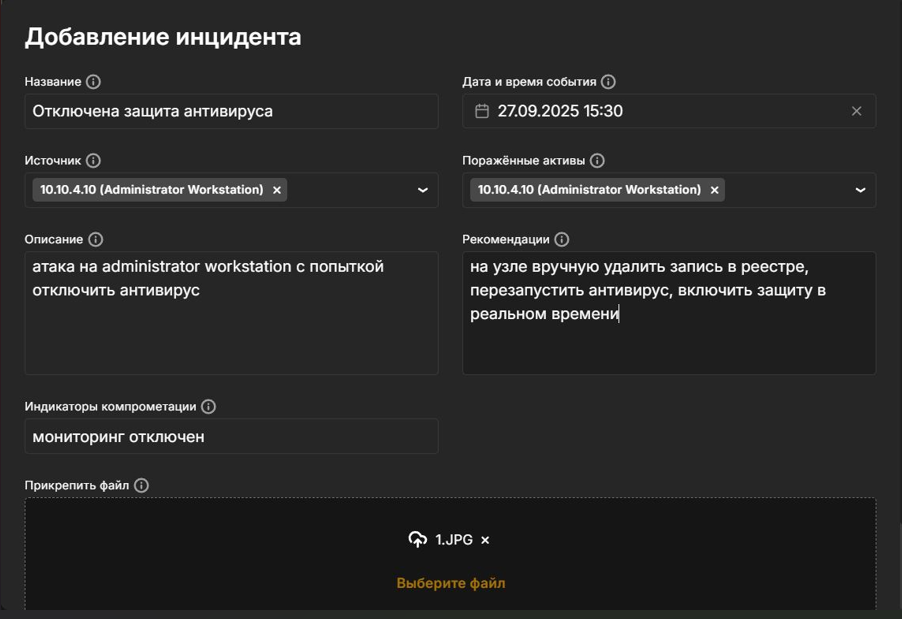 Добавление инцидента
Название
Дата и время события
Отключена защита антивируса
27.09.2025 15:30
Источник
Поражённые активы
10.10.4.10 (Administrator Workstation)
10.10.4.10 (Administrator Workstation)
Описание
Рекомендации
атака на administrator workstation с попыткой
отключить антивирус
на узле вручную удалить запись в реестре,
перезапустить антивирус, включить защиту в
реальном времени
Индикаторы компрометации
мониторинг отключен
Прикрепить файл
1.JPG
Выберите файл